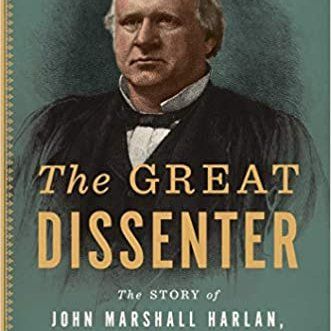 The GREAT
DISSENTER
The STORY of
JOHN MARSHALL HARLAN,